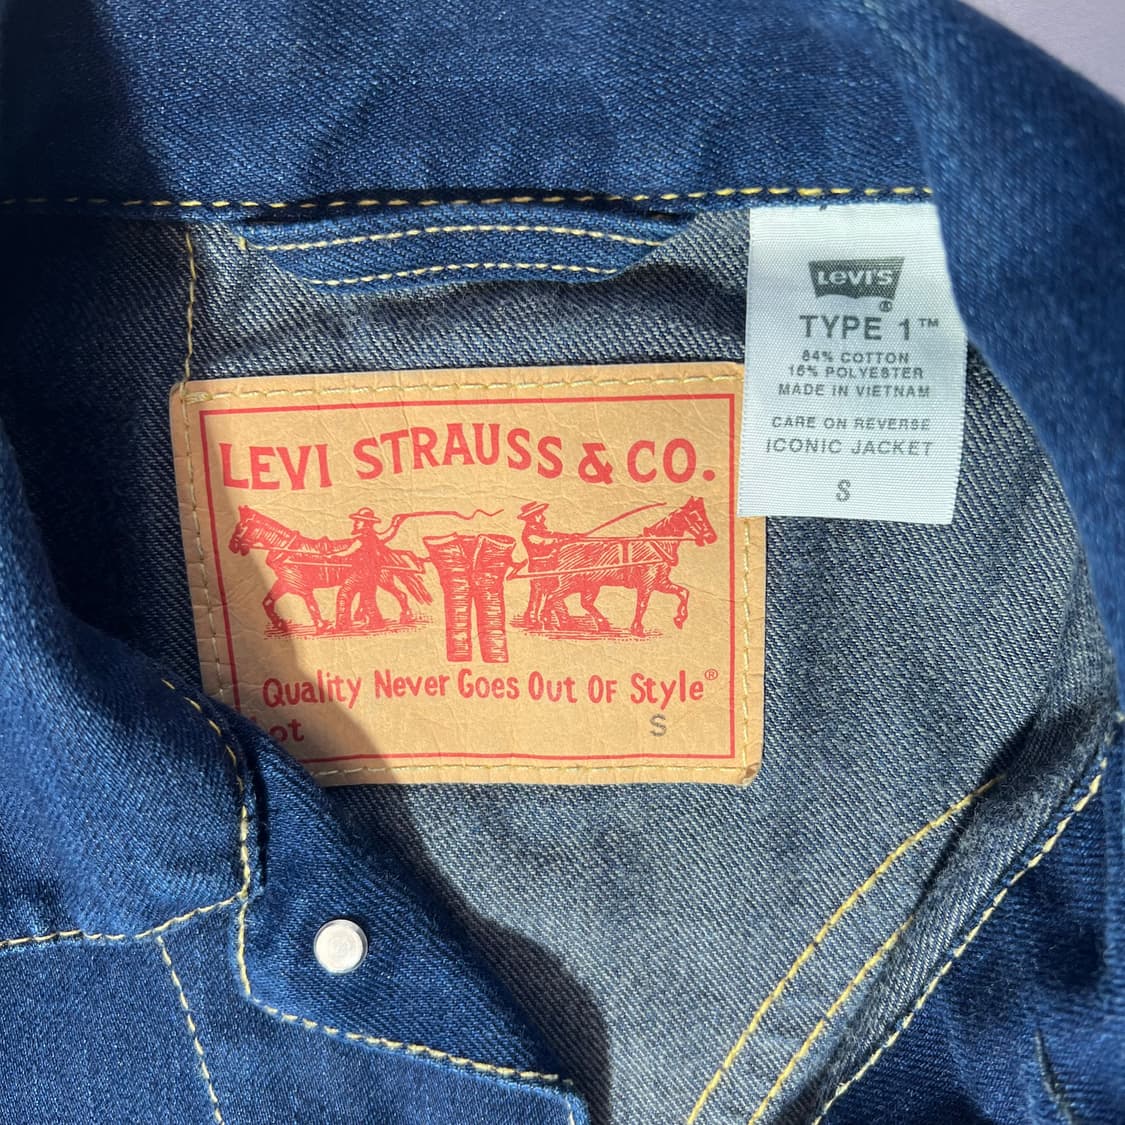 LEVI STRAUSS & CO.
Quality Never Goes Out Of Style®
S
LEVI'S
®
TYPE 1™
84% COTTON
16% POLYESTER
MADE IN VIETNAM
CARE ON REVERSE
ICONIC JACKET
S